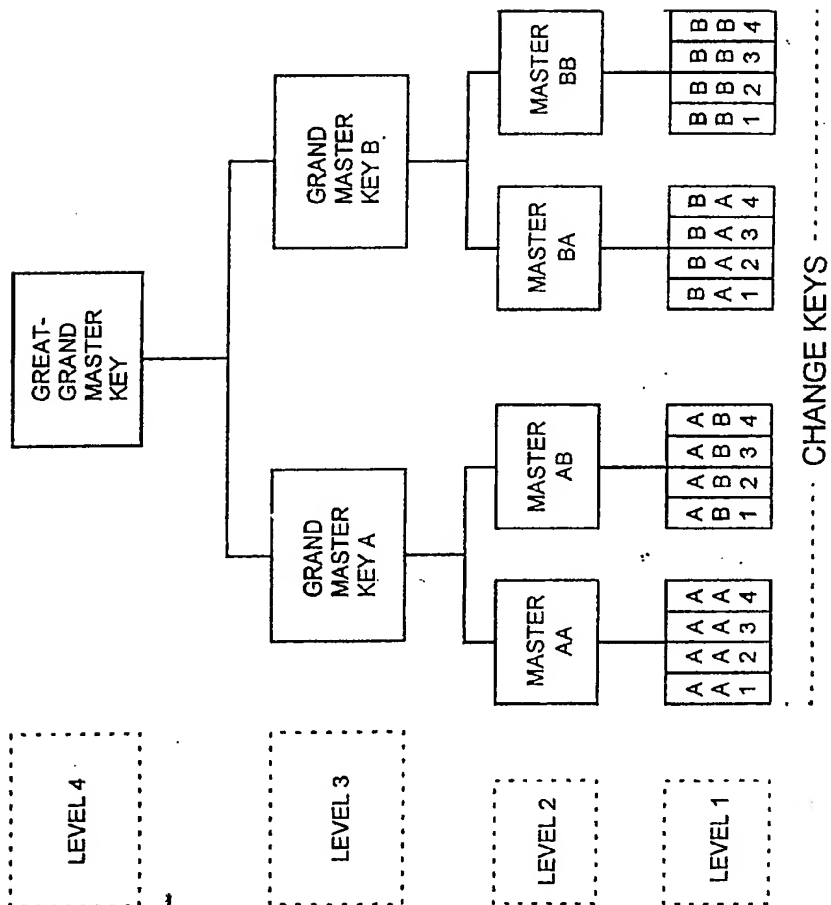 LEVEL 4
GREAT-
GRAND
MASTER
KEY
LEVEL 3
GRAND
MASTER
KEY A
GRAND
MASTER
KEY B
LEVEL 2
MASTER
AA
MASTER
AB
MASTER
BA
MASTER
BB
LEVEL 1
A A A A
A A A A
1 2 3 4
A A A A
B B B B
1 2 3 4
B B B B
A A A A
1 2 3 4
B B B B
B B B B
1 2 3 4
CHANGE KEYS